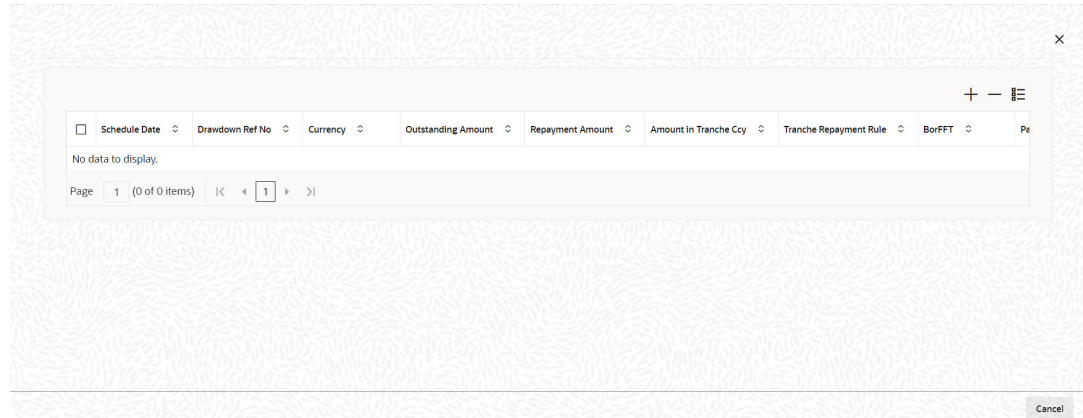 Schedule Date Drawdown Ref No Currency Outstanding Amount Repayment Amount Amount in Tranche Ccy Tranche Repayment Rule BorFFT
No data to display.
Page 1 (0 of 0 items) 1
Cancel